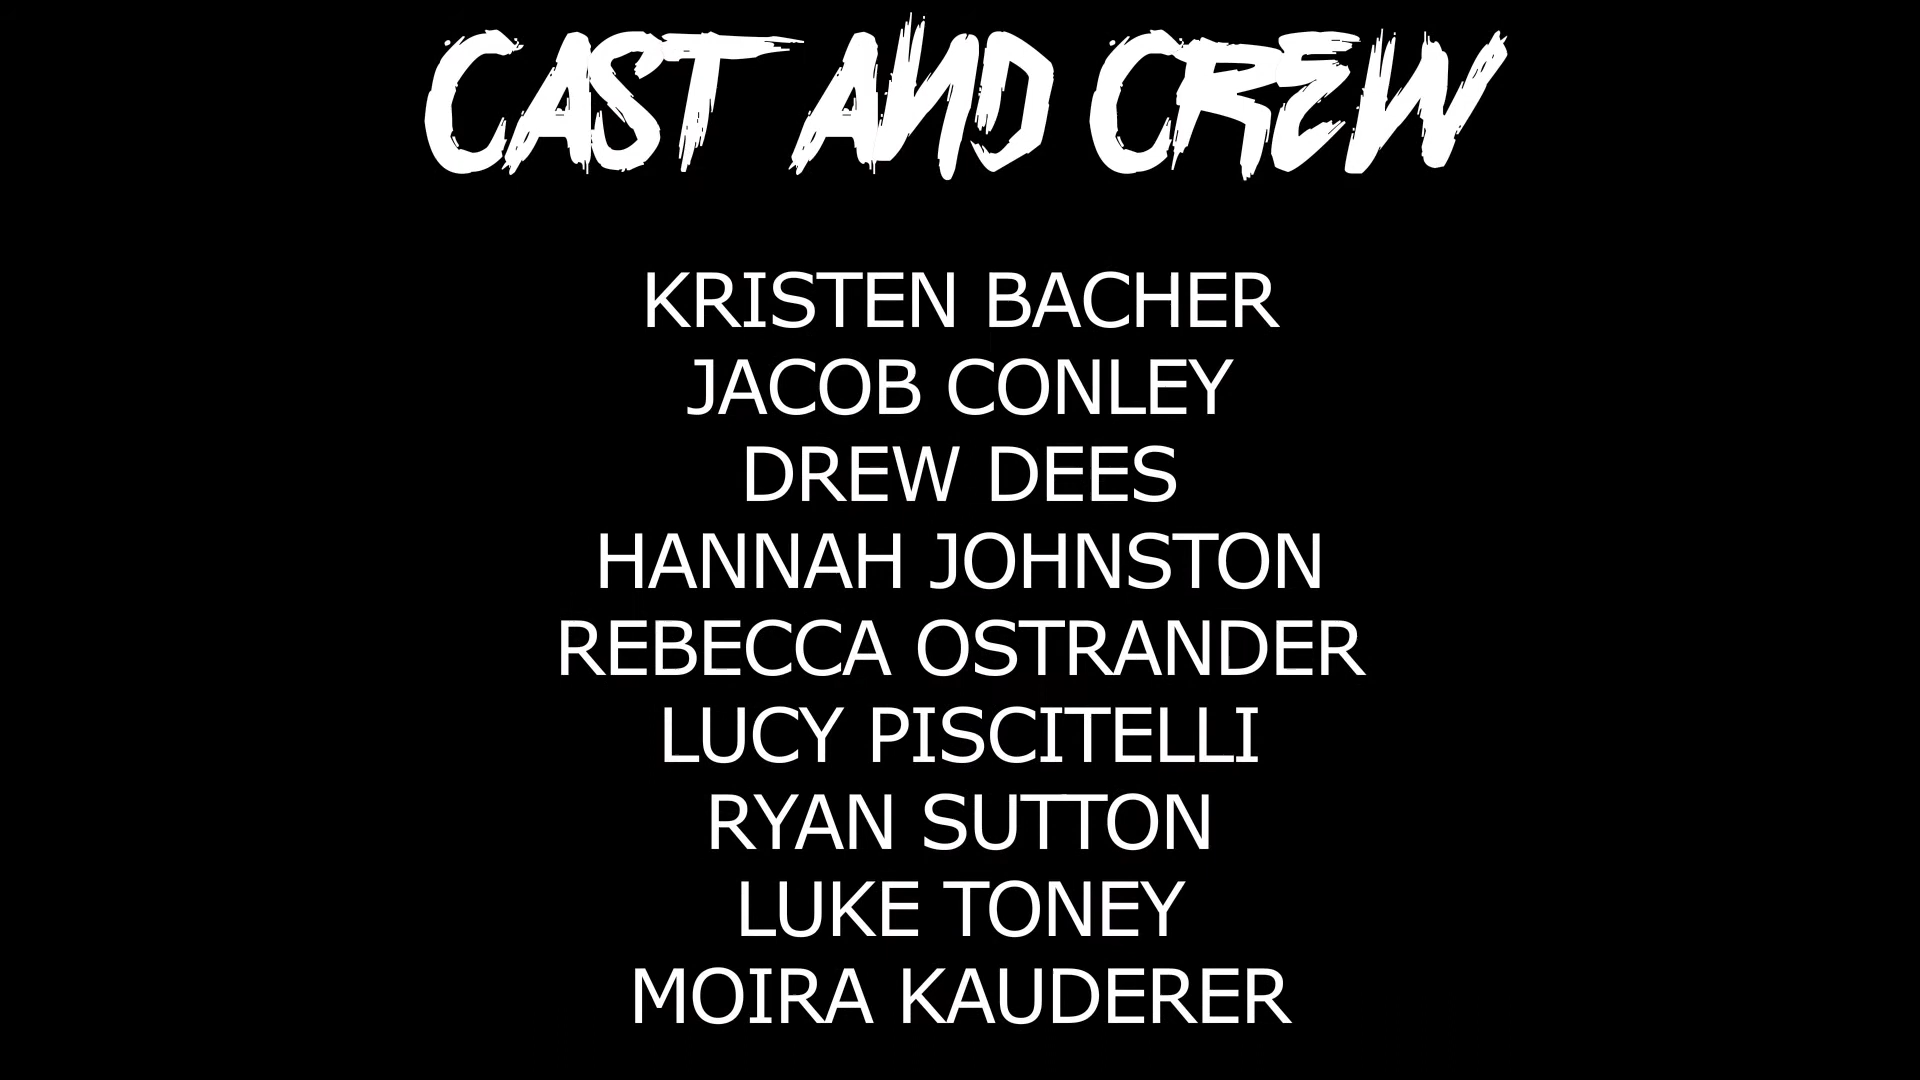 CAST AND CREW
KRISTEN BACHER
JACOB CONLEY
DREW DEES
HANNAH JOHNSTON
REBECCA OSTRANDER
LUCY PISCITELLI
RYAN SUTTON
LUKE TONEY
MOIRA KAUDERER